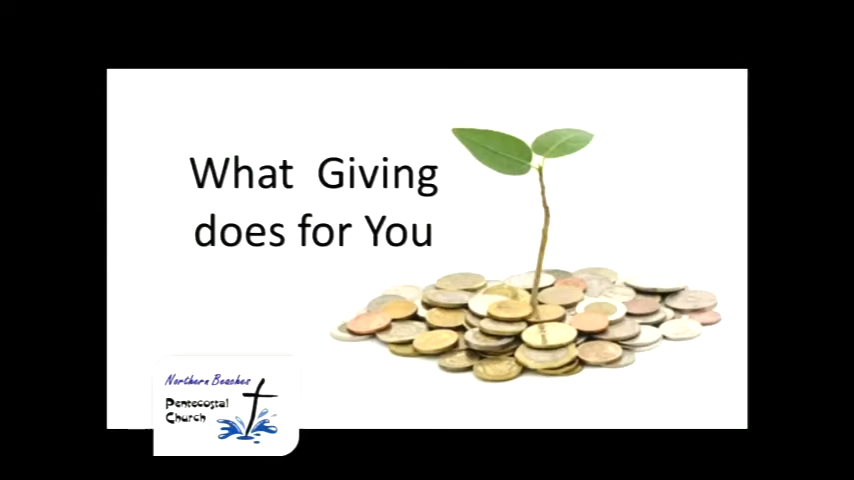 What Giving
does for You
Northern Beaches
Pentecostal
Church